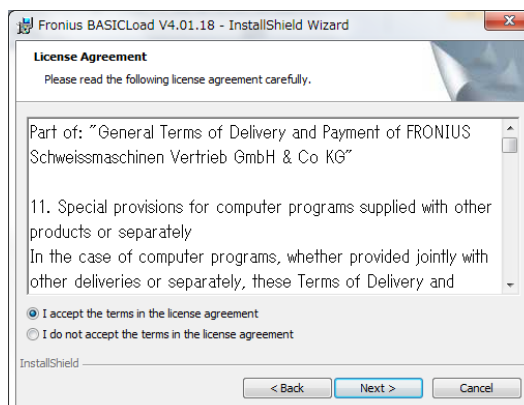 Fronius BASICLoad V4.01.18 - InstallShield Wizard
License Agreement
Please read the following license agreement carefully.
Part of: "General Terms of Delivery and Payment of FRONIUS
Schweissmaschinen Vertrieb GmbH & Co KG"
11. Special provisions for computer programs supplied with other
products or separately
In the case of computer programs, whether provided jointly with
other deliveries or separately, these Terms of Delivery and
I accept the terms in the license agreement
I do not accept the terms in the license agreement
InstallShield
< Back Next > Cancel